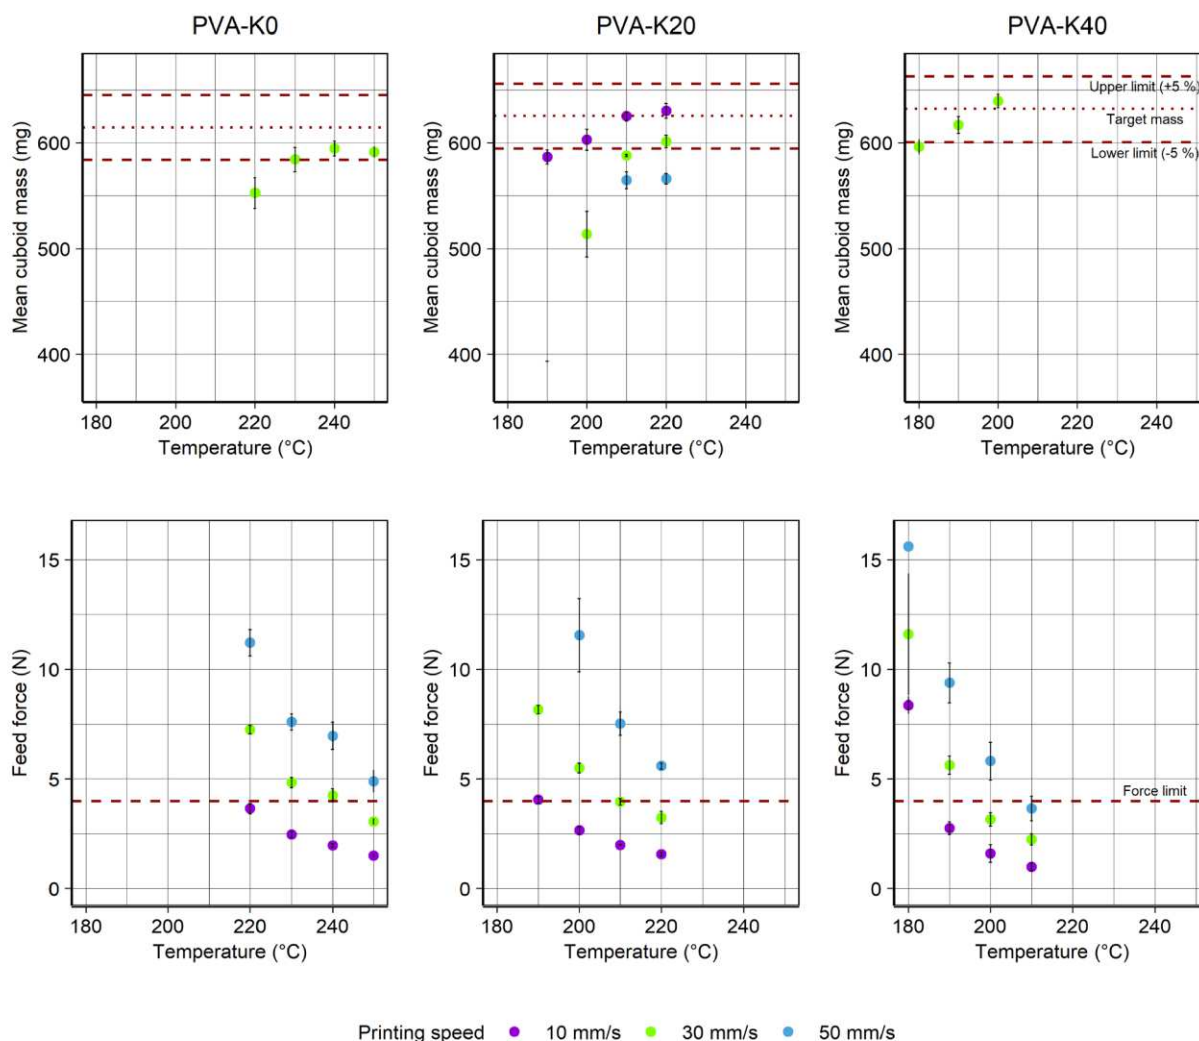 PVA-K0 PVA-K20 PVA-K40
Mean cuboid mass (mg)
600
500
400
180 200 220 240
Temperature (°C)
Mean cuboid mass (mg)
600
500
400
180 200 220 240
Temperature (°C)
Mean cuboid mass (mg)
600
500
400
Upper limit (+5 %)
Target mass
Lower limit (-5 %)
180 200 220 240
Temperature (°C)
Feed force (N)
15
10
5
0
180 200 220 240
Temperature (°C)
Feed force (N)
15
10
5
0
180 200 220 240
Temperature (°C)
Feed force (N)
15
10
5
0
Force limit
180 200 220 240
Temperature (°C)
Printing speed 10 mm/s 30 mm/s 50 mm/s